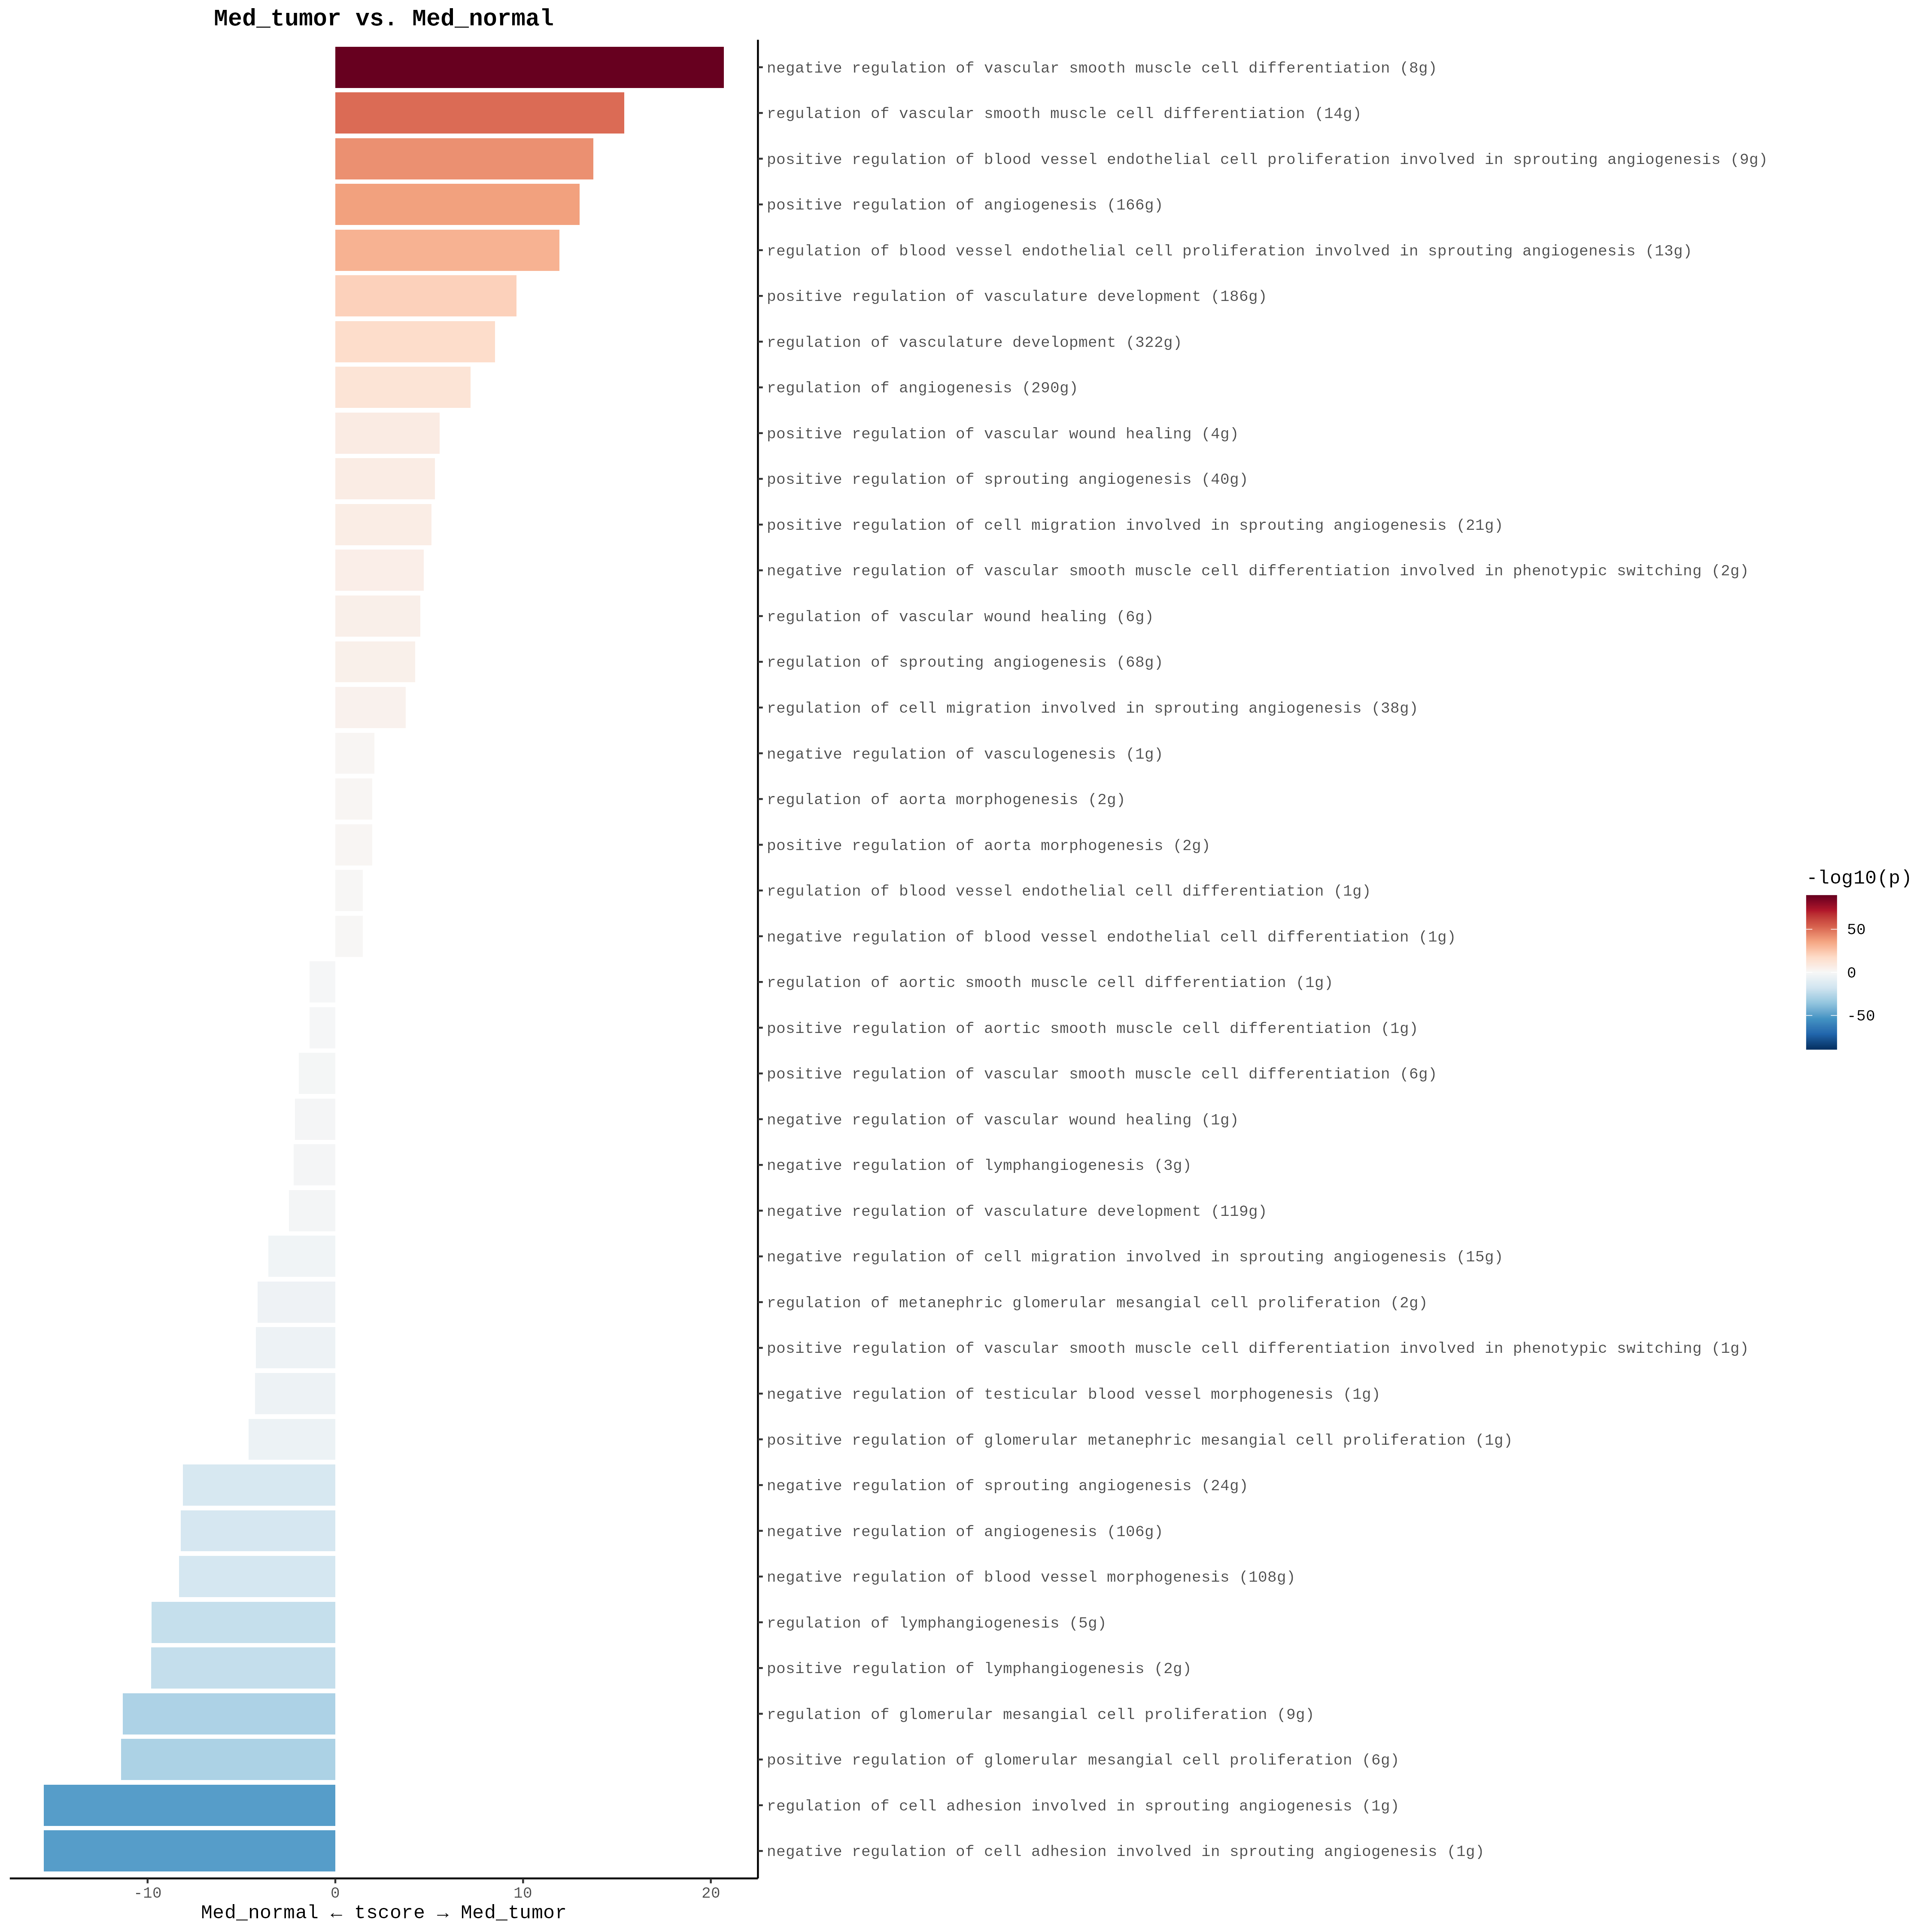 Med_tumor vs. Med_normal
negative regulation of vascular smooth muscle cell differentiation (8g)
regulation of vascular smooth muscle cell differentiation (14g)
positive regulation of blood vessel endothelial cell proliferation involved in sprouting angiogenesis (9g)
positive regulation of angiogenesis (166g)
regulation of blood vessel endothelial cell proliferation involved in sprouting angiogenesis (13g)
positive regulation of vasculature development (186g)
regulation of vasculature development (322g)
regulation of angiogenesis (290g)
positive regulation of vascular wound healing (4g)
positive regulation of sprouting angiogenesis (40g)
positive regulation of cell migration involved in sprouting angiogenesis (21g)
negative regulation of vascular smooth muscle cell differentiation involved in phenotypic switching (2g)
regulation of vascular wound healing (6g)
regulation of sprouting angiogenesis (68g)
regulation of cell migration involved in sprouting angiogenesis (38g)
negative regulation of vasculogenesis (1g)
regulation of aorta morphogenesis (2g)
positive regulation of aorta morphogenesis (2g)
regulation of blood vessel endothelial cell differentiation (1g)
negative regulation of blood vessel endothelial cell differentiation (1g)
regulation of aortic smooth muscle cell differentiation (1g)
positive regulation of aortic smooth muscle cell differentiation (1g)
positive regulation of vascular smooth muscle cell differentiation (6g)
negative regulation of vascular wound healing (1g)
negative regulation of lymphangiogenesis (3g)
negative regulation of vasculature development (119g)
negative regulation of cell migration involved in sprouting angiogenesis (15g)
regulation of metanephric glomerular mesangial cell proliferation (2g)
positive regulation of vascular smooth muscle cell differentiation involved in phenotypic switching (1g)
negative regulation of testicular blood vessel morphogenesis (1g)
positive regulation of glomerular metanephric mesangial cell proliferation (1g)
negative regulation of sprouting angiogenesis (24g)
negative regulation of angiogenesis (106g)
negative regulation of blood vessel morphogenesis (108g)
regulation of lymphangiogenesis (5g)
positive regulation of lymphangiogenesis (2g)
regulation of glomerular mesangial cell proliferation (9g)
positive regulation of glomerular mesangial cell proliferation (6g)
regulation of cell adhesion involved in sprouting angiogenesis (1g)
negative regulation of cell adhesion involved in sprouting angiogenesis (1g)
-10 0 10 20
Med_normal ← tscore → Med_tumor
-log10(p)
50
0
-50